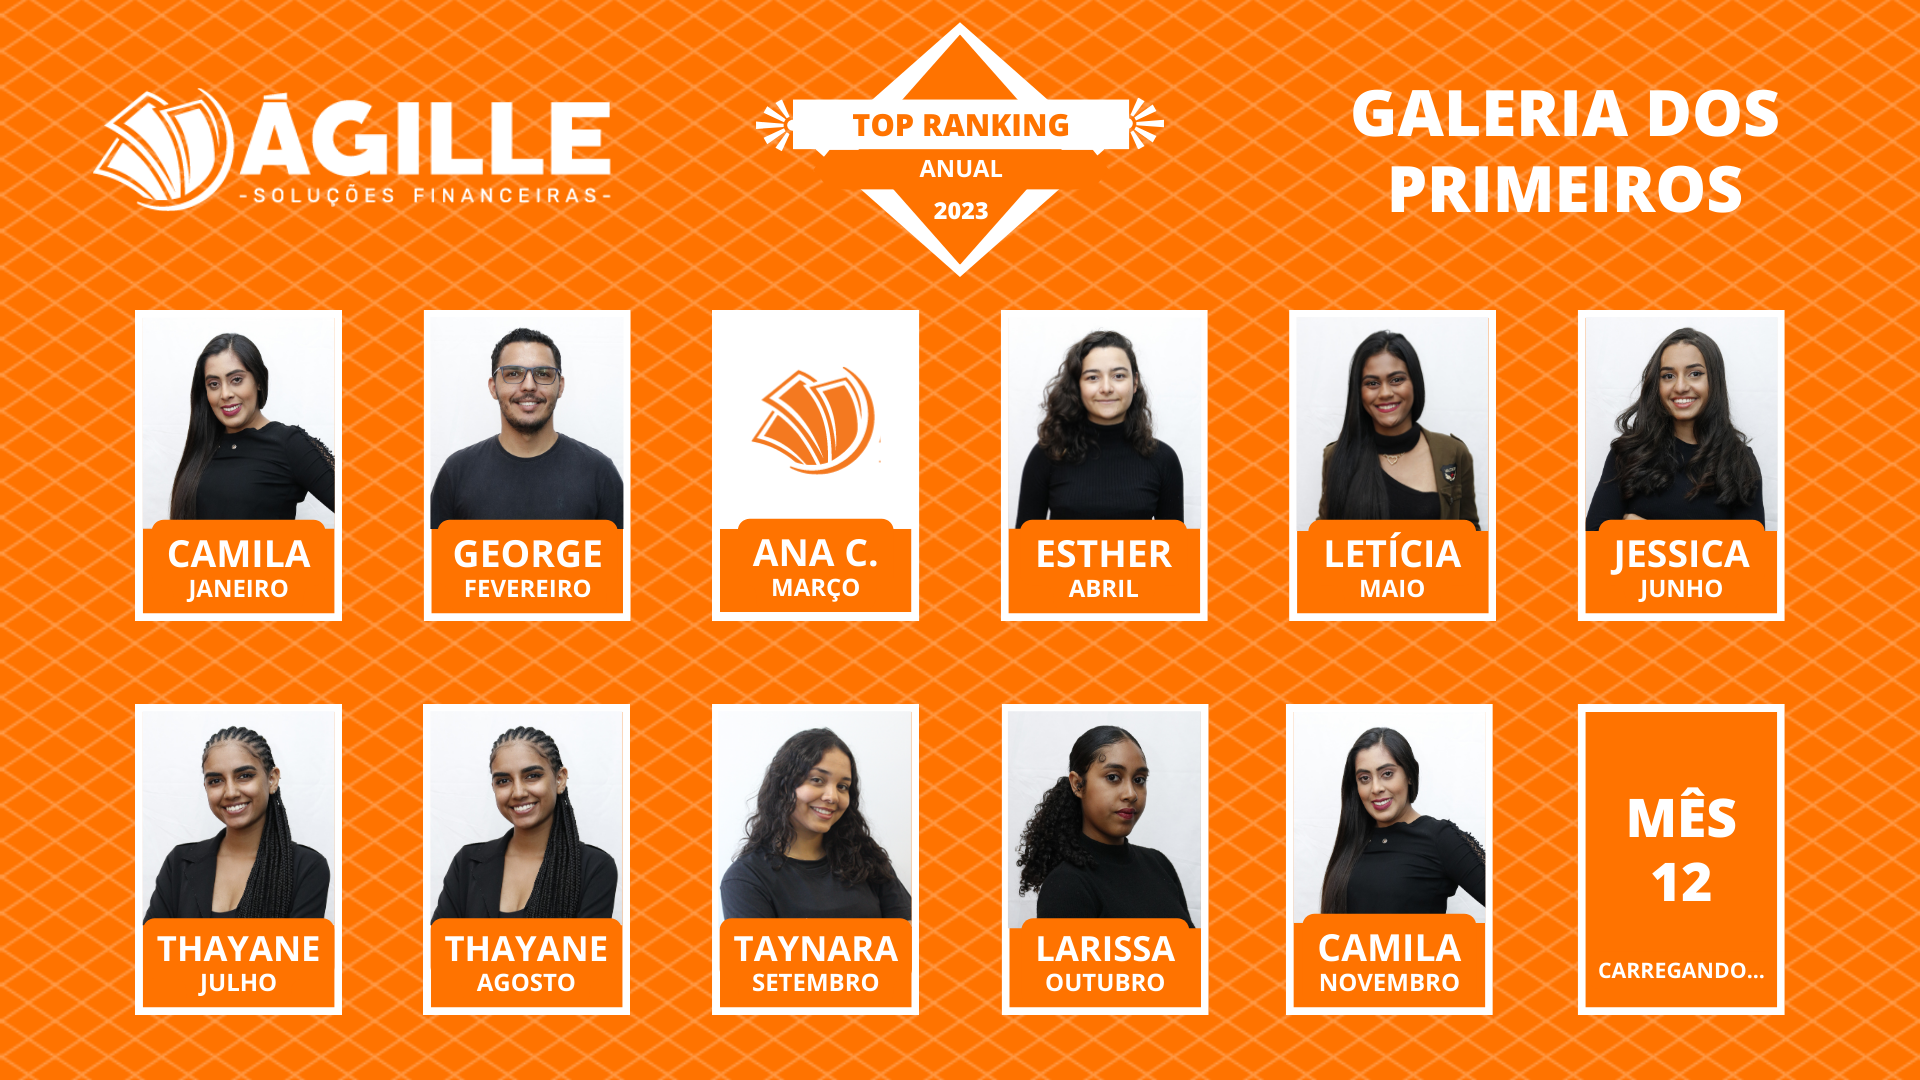 ÁGILLE
-SOLUÇÕES FINANCEIRAS-
TOP RANKING
ANUAL
2023
GALERIA DOS
PRIMEIROS
CAMILA
JANEIRO
GEORGE
FEVEREIRO
ANA C.
MARÇO
ESTHER
ABRIL
LETÍCIA
MAIO
JESSICA
JUNHO
THAYANE
JULHO
THAYANE
AGOSTO
TAYNARA
SETEMBRO
LARISSA
OUTUBRO
CAMILA
NOVEMBRO
MÊS
12
CARREGANDO...